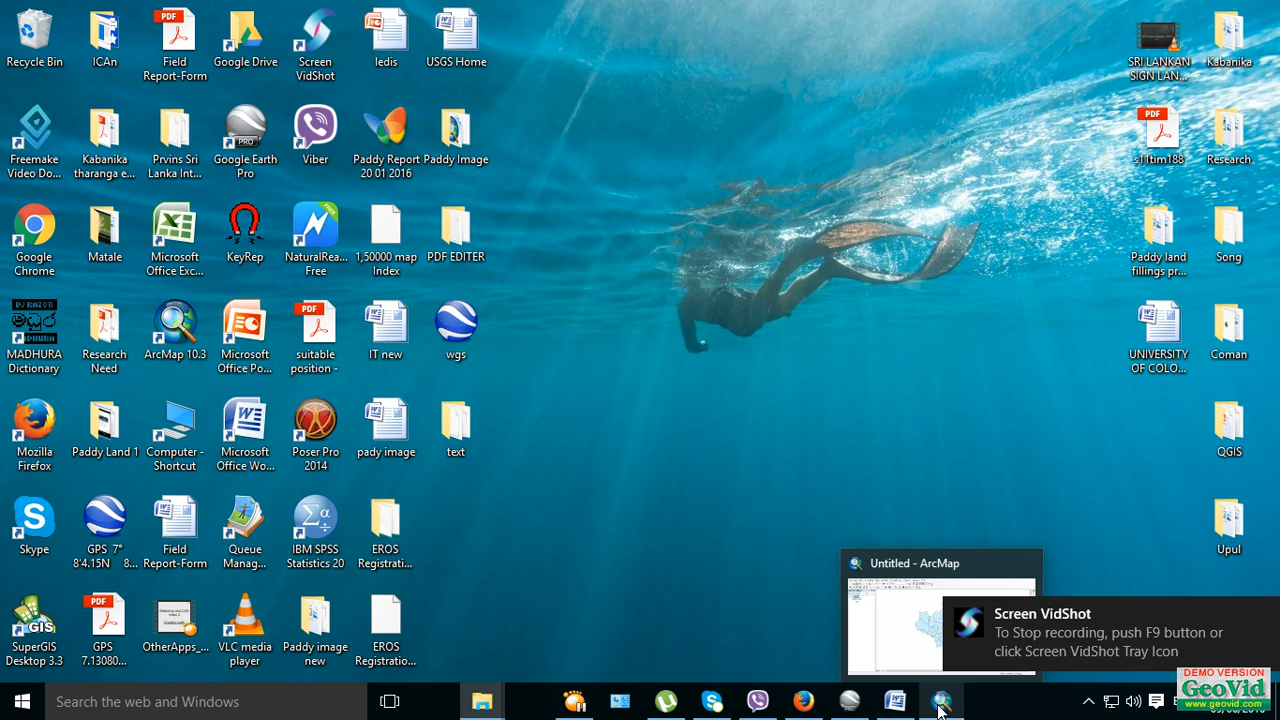 Recycle Bin
ICAn
PDF
Field
Report-Form
Google Drive
Screen
VidShot
ledis
USGS Home
SRI LANKAN
SIGN LAN...
Kabanika
Freemake
Video Do...
Kabanika
tharanga e...
Prvins Sri
Lanka Int...
PRO
Google Earth
Pro
Viber
Paddy Report
20 01 2016
Paddy Image
PDF
s11tim188
Research
Google
Chrome
Matale
Microsoft
Office Exc...
KeyRep
NaturalRea...
Free
1,50000 map
Index
PDF EDITER
Paddy land
fillings pr...
Song
MADHURA
Dictionary
Research
Need
ArcMap 10.3
Microsoft
Office Po...
PDF
suitable
position -
IT new
wgs
UNIVERSITY
OF COLO...
Coman
Mozilla
Firefox
Paddy Land 1
Computer -
Shortcut
Microsoft
Office Wo...
Poser Pro
2014
pady image
text
QGIS
Skype
GPS 7°
8'4.15N 8...
Field
Report-Form
Queue
Manag...
Σα
IBM SPSS
Statistics 20
EROS
Registrati...
Upul
GIS
SuperGIS
Desktop 3.3
PDF
GPS
7.13080...
OtherApps_...
VLC media
player
Paddy image
new
EROS
Registratio...
Untitled - ArcMap
Screen VidShot
To Stop recording, push F9 button or
click Screen VidShot Tray Icon
Search the web and Windows
DEMO VERSION
GeoVid
www.geovid.com